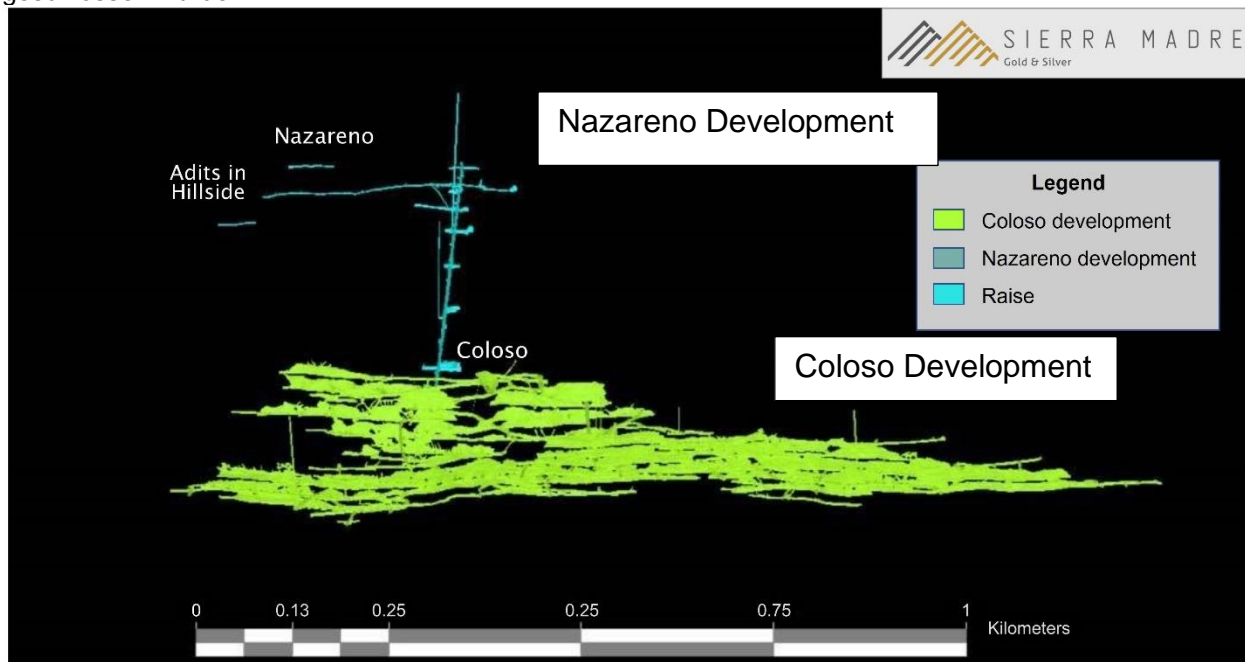 SIERRA MADRE
Gold & Silver
Nazareno Development
Nazareno
Adits in
Hillside
Legend
Coloso development
Nazareno development
Raise
Coloso
Coloso Development
0 0.13 0.25 0.25 0.75 1
Kilometers